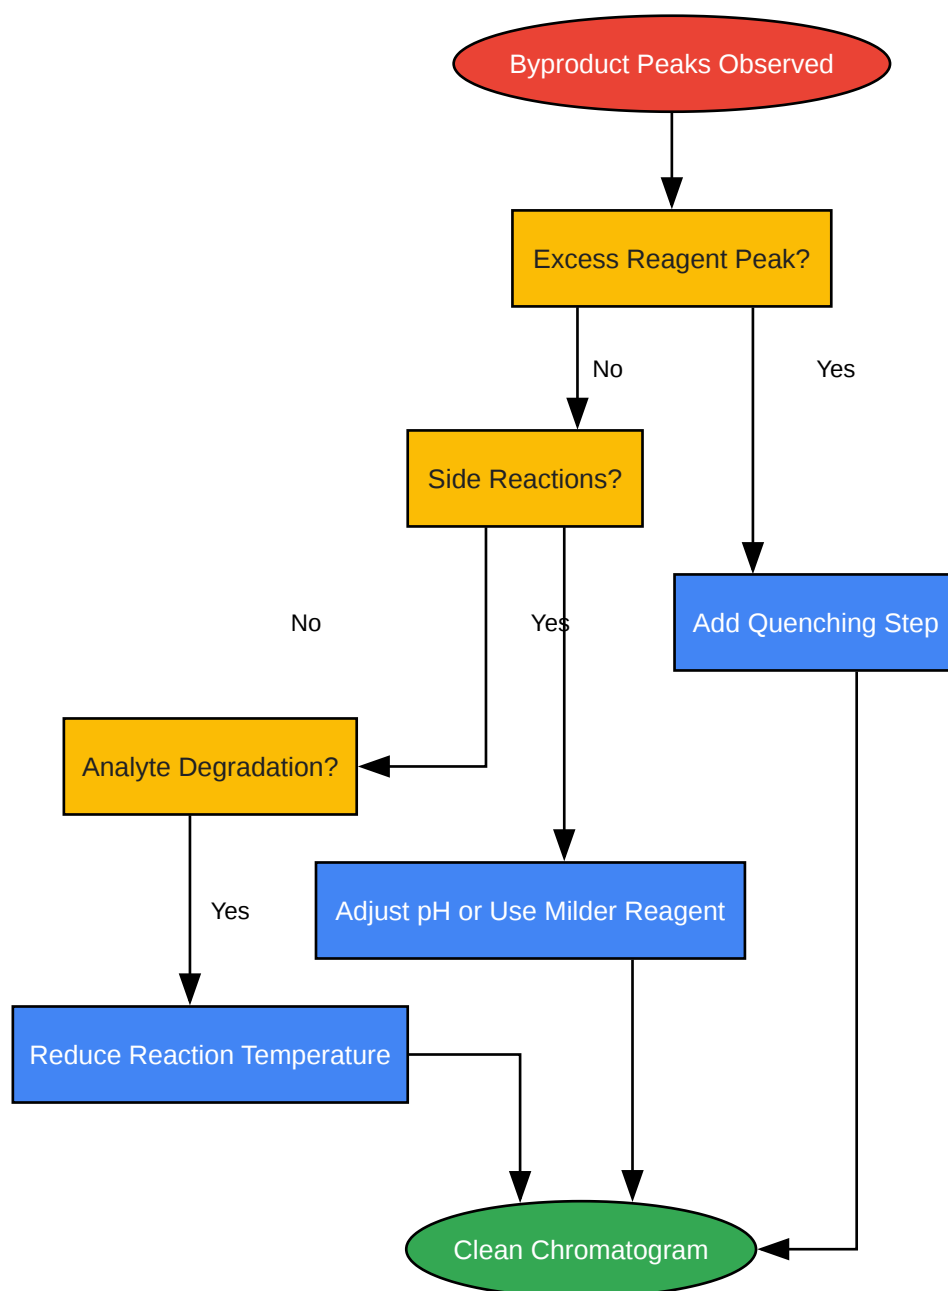 Byproduct Peaks Observed
Excess Reagent Peak?
No
Yes
Side Reactions?
No
Yes
Add Quenching Step
Analyte Degradation?
Yes
Adjust pH or Use Milder Reagent
Reduce Reaction Temperature
Clean Chromatogram